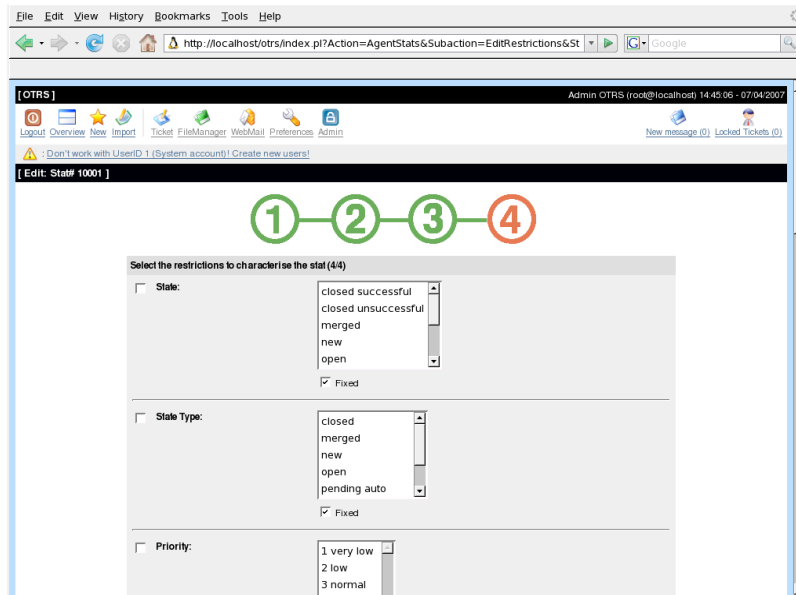 File Edit View History Bookmarks Tools Help
http://localhost/otrs/index.pl?Action=AgentStats&Subaction=EditRestrictions&St G Google
[ OTRS ] Admin OTRS (root@localhost) 14:45:06 - 07/04/2007
Logout Overview New Import Ticket FileManager WebMail Preferences Admin New message (0) Locked Tickets (0)
: Don't work with UserID 1 (System account)! Create new users!
[ Edit: Stat# 10001 ]
1 2 3 4
Select the restrictions to characterise the stat (4/4)
State:
closed successful
closed unsuccessful
merged
new
open
Fixed
State Type:
closed
merged
new
open
pending auto
Fixed
Priority:
1 very low
2 low
3 normal